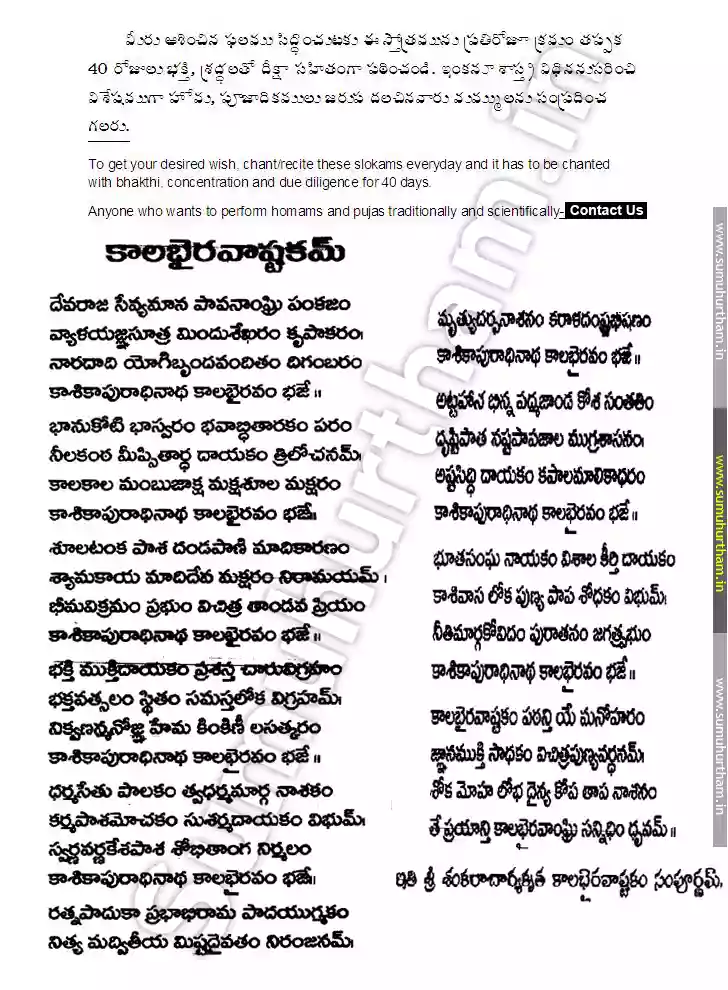 మీరు ఆశించిన ఫలము సిద్ధించుటకు ఈ స్తోత్రమును ప్రతిరోజూ క్రమం తప్పక
40 రోజులు భక్తి, శ్రద్ధలతో దీక్షా సహితంగా పఠించండి. ఇంకనూ శాస్త్ర విధిననుసరించి
విశేషముగా హోమ, పూజాదికములు జరుప దలచినవారు మమ్ములను సంప్రదించ
గలరు.
To get your desired wish, chant/recite these slokams everyday and it has to be chanted
with bhakthi, concentration and due diligence for 40 days.
Anyone who wants to perform homams and pujas traditionally and scientifically- Contact Us
కాలభైరవాష్టకమ్
దేవరాజ సేవ్యమాన పావనాంఘ్రి పంకజం
వ్యాళయజ్ఞసూత్ర మిందుశేఖరం కృపాకరం।
నారదాది యోగిబృందవందితం దిగంబరం
కాశికాపురాధినాథ కాలభైరవం భజే॥
భానుకోటి భాస్వరం భవాబ్ధితారకం పరం
నీలకంఠ మీప్సితార్థ దాయకం త్రిలోచనమ్।
కాలకాల మంబుజాక్ష మక్షశూల మక్షరం
కాశికాపురాధినాథ కాలభైరవం భజే॥
శూలటంక పాశ దండపాణి మాదికారణం
శ్యామకాయ మాదిదేవ మక్షరం నిరామయమ్।
భీమవిక్రమం ప్రభుం విచిత్ర తాండవ ప్రియం
కాశికాపురాధినాథ కాలభైరవం భజే॥
భక్తి ముక్తిదాయకం ప్రశస్త చారువిగ్రహం
భక్తవత్సలం స్థితం సమస్తలోక విగ్రహమ్।
నిక్వణన్మనోజ్ఞ హేమ కింకిణీ లసత్కరం
కాశికాపురాధినాథ కాలభైరవం భజే॥
ధర్మసేతు పాలకం త్వధర్మమార్గ నాశకం
కర్మపాశమోచకం సుశర్మదాయకం విభుమ్।
స్వర్ణవర్ణకేశపాశ శోభితాంగ నిర్మలం
కాశికాపురాధినాథ కాలభైరవం భజే॥
రత్నపాదుకా ప్రభాభిరామ పాదయుగ్మకం
నిత్య మద్వితీయ మిష్టదైవతం నిరంజనమ్।
మృత్యుదర్పనాశనం కరాళదంష్ట్రభీషణం
కాశికాపురాధినాథ కాలభైరవం భజే॥
అట్టహాస భిన్న పద్మజాండ కోశ సంతతిం
దృష్టిపాత నష్టపాపజాల ముగ్రశాసనం।
అష్టసిద్ధి దాయకం కపాలమాలికాధరం
కాశికాపురాధినాథ కాలభైరవం భజే॥
భూతసంఘ నాయకం విశాల కీర్తి దాయకం
కాశివాస లోక పుణ్య పాప శోధకం విభుమ్।
నీతిమార్గకోవిదం పురాతనం జగత్ప్రభుం
కాశికాపురాధినాథ కాలభైరవం భజే॥
కాలభైరవాష్టకం పఠన్తి యే మనోహరం
జ్ఞానముక్తి సాధకం విచిత్రపుణ్యవర్ధనమ్।
శోక మోహ లోభ దైన్య కోప తాప నాశనం
తే ప్రయాన్తి కాలభైరవాంఘ్రి సన్నిధిం ధృవమ్॥
ఇతి శ్రీ శంకరాచార్యకృత కాలభైరవాష్టకం సంపూర్ణమ్.
www.sumuhurtham.in
www.sumuhurtham.in
www.sumuhurtham.in
Sumuhurtham.in